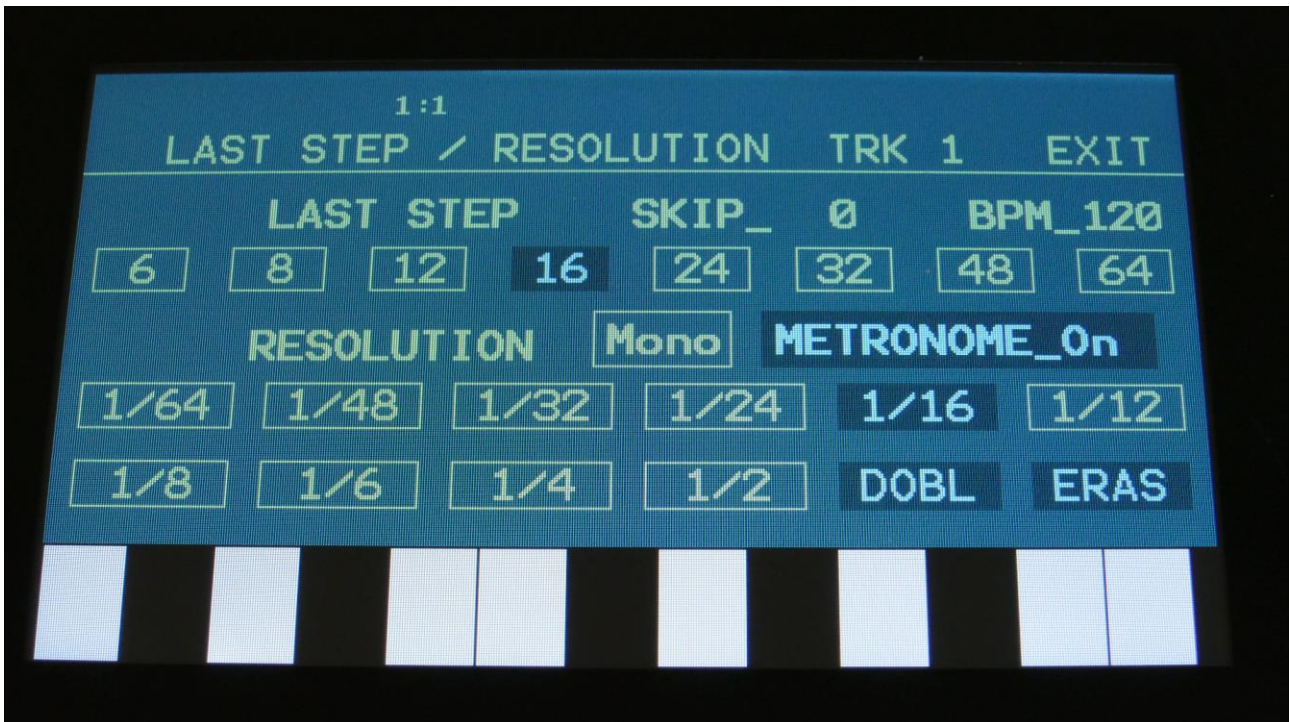 1:1
LAST STEP / RESOLUTION TRK 1 EXIT
LAST STEP SKIP_ 0 BPM_120
6 8 12 16 24 32 48 64
RESOLUTION Mono METRONOME_On
1/64 1/48 1/32 1/24 1/16 1/12
1/8 1/6 1/4 1/2 DOBL ERAS